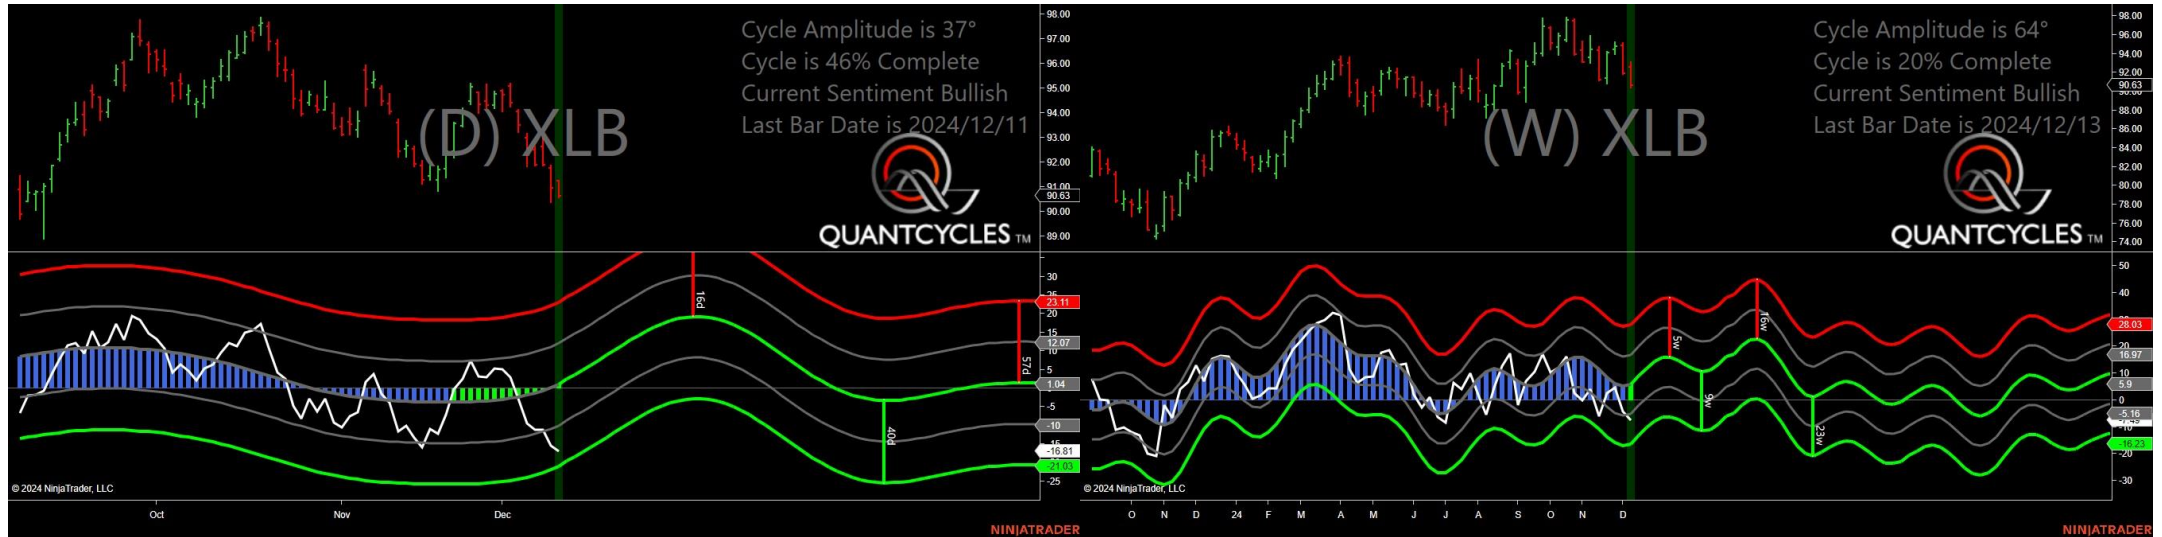 Cycle Amplitude is 37°
Cycle is 46% Complete
Current Sentiment Bullish
Last Bar Date is 2024/12/11
(D) XLB
QUANTCYCLES TM
98.00
97.00
96.00
95.00
94.00
93.00
92.00
91.00
90.63
90.00
89.00
16d
40d
57d
30
25
23.11
20
15
12.07
10
5
1.04
-5
-10
-16.81
-21.03
-25
© 2024 NinjaTrader, LLC
Oct
Nov
Dec
NINJATRADER
Cycle Amplitude is 64°
Cycle is 20% Complete
Current Sentiment Bullish
Last Bar Date is 2024/12/13
(W) XLB
QUANTCYCLES TM
98.00
96.00
94.00
92.00
90.63
88.00
86.00
84.00
82.00
80.00
78.00
76.00
74.00
5w
9w
16w
23w
50
40
28.03
20
16.97
10
5.9
0
-5.16
-16.23
-20
-30
© 2024 NinjaTrader, LLC
O N D 24 F M A M J J A S O N D
NINJATRADER